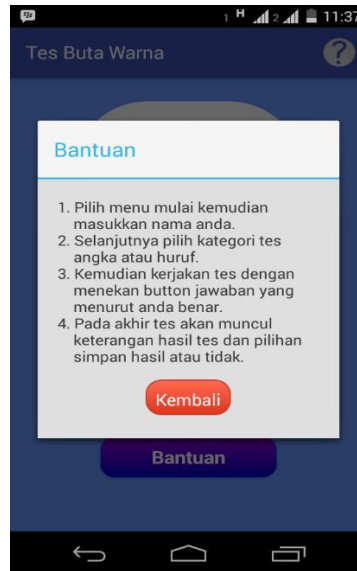 1 H 2 11:37
Tes Buta Warna ?
Bantuan
1. Pilih menu mulai kemudian
masukkan nama anda.
2. Selanjutnya pilih kategori tes
angka atau huruf.
3. Kemudian kerjakan tes dengan
menekan button jawaban yang
menurut anda benar.
4. Pada akhir tes akan muncul
keterangan hasil tes dan pilihan
simpan hasil atau tidak.
Kembali
Bantuan